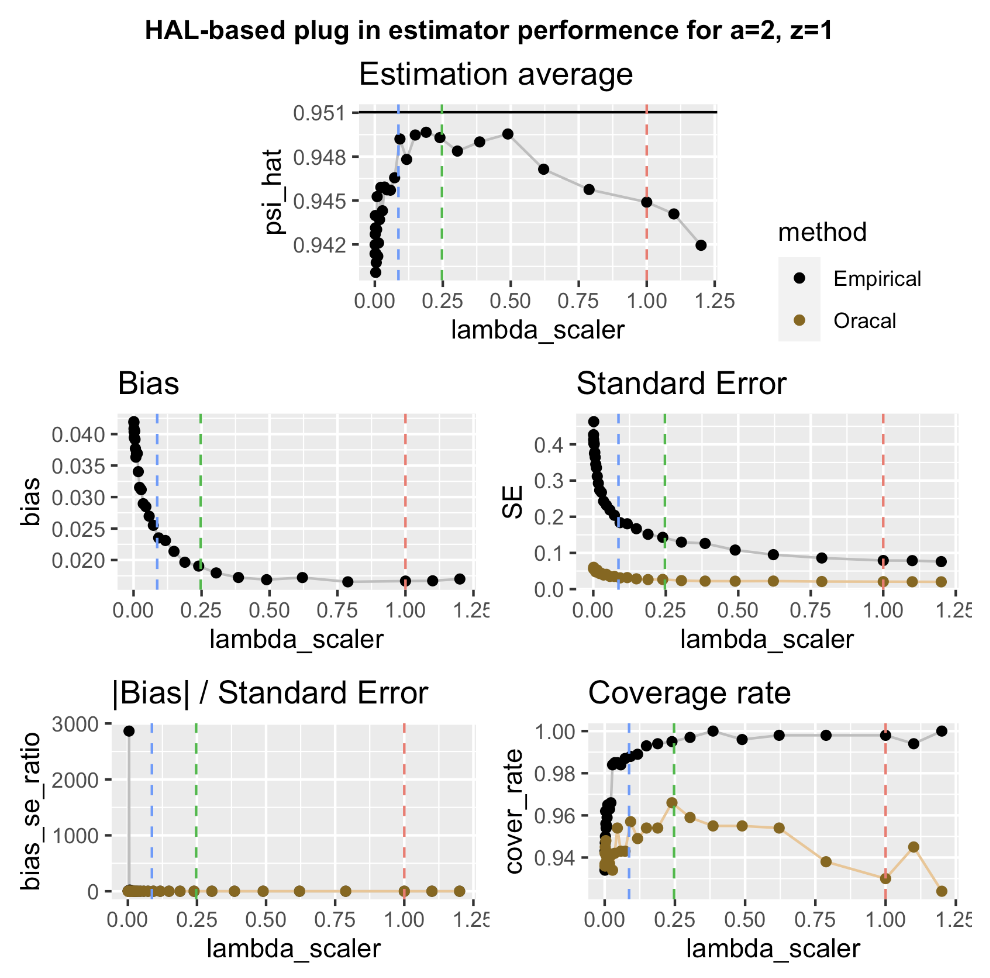 HAL-based plug in estimator performence for a=2, z=1
Estimation average
psi_hat
0.951
0.948
0.945
0.942
0.00 0.25 0.50 0.75 1.00 1.25
lambda_scaler
method
Empirical
Oracal
Bias
bias
0.040
0.035
0.030
0.025
0.020
0.00 0.25 0.50 0.75 1.00 1.25
lambda_scaler
Standard Error
SE
0.4
0.3
0.2
0.1
0.0
0.00 0.25 0.50 0.75 1.00 1.25
lambda_scaler
|Bias| / Standard Error
bias_se_ratio
3000
2000
1000
0
0.00 0.25 0.50 0.75 1.00 1.25
lambda_scaler
Coverage rate
cover_rate
1.00
0.98
0.96
0.94
0.00 0.25 0.50 0.75 1.00 1.25
lambda_scaler